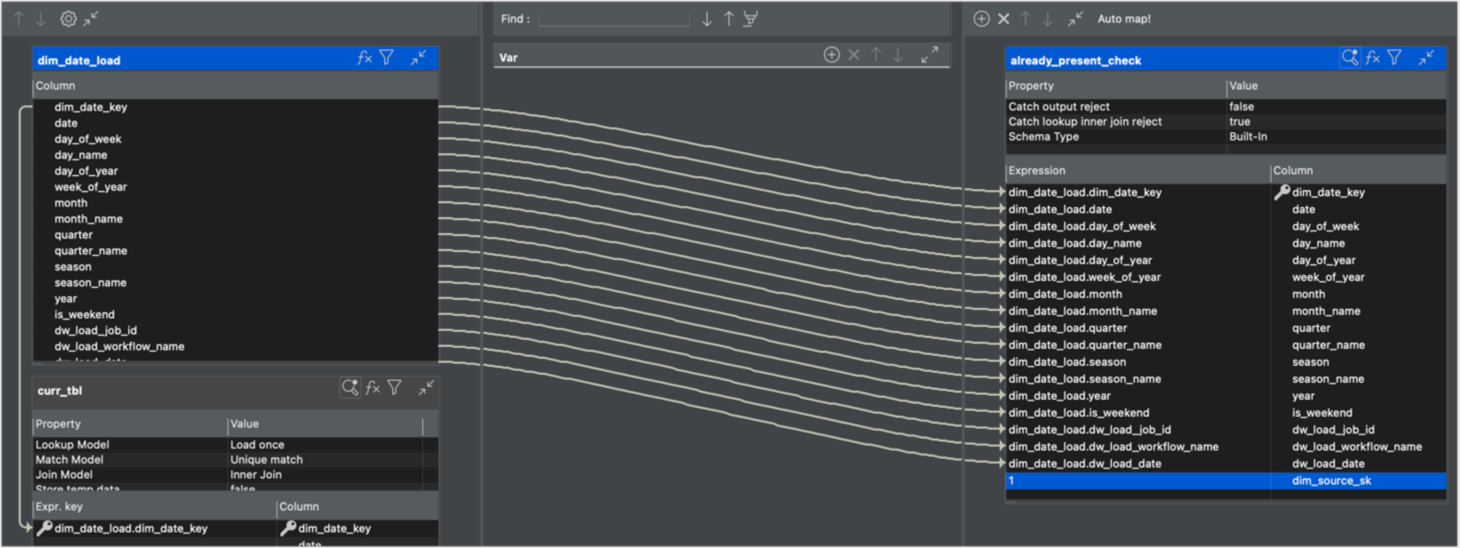 Find :
Auto map!
dim_date_load
fx
Column
dim_date_key
date
day_of_week
day_name
day_of_year
week_of_year
month
month_name
quarter
quarter_name
season
season_name
year
is_weekend
dw_load_job_id
dw_load_workflow_name
dw_load_date
curr_tbl
fx
Property Value
Lookup Model Load once
Match Model Unique match
Join Model Inner Join
Store temp data false
Expr. key Column
dim_date_load.dim_date_key dim_date_key
date
Var
already_present_check
fx
Property Value
Catch output reject false
Catch lookup inner join reject true
Schema Type Built-In
Expression Column
dim_date_load.dim_date_key dim_date_key
dim_date_load.date date
dim_date_load.day_of_week day_of_week
dim_date_load.day_name day_name
dim_date_load.day_of_year day_of_year
dim_date_load.week_of_year week_of_year
dim_date_load.month month
dim_date_load.month_name month_name
dim_date_load.quarter quarter
dim_date_load.quarter_name quarter_name
dim_date_load.season season
dim_date_load.season_name season_name
dim_date_load.year year
dim_date_load.is_weekend is_weekend
dim_date_load.dw_load_job_id dw_load_job_id
dim_date_load.dw_load_workflow_name dw_load_workflow_name
dim_date_load.dw_load_date dw_load_date
1 dim_source_sk